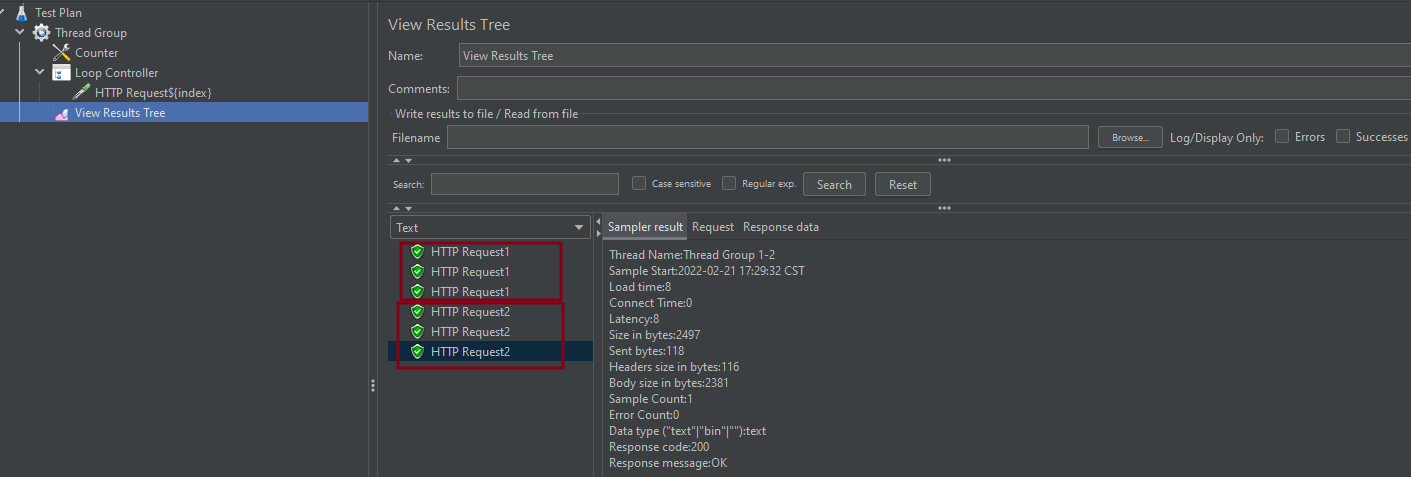 Test Plan
Thread Group
Counter
Loop Controller
HTTP Request${index}
View Results Tree
View Results Tree
Name: View Results Tree
Comments:
Write results to file / Read from file
Filename Browse... Log/Display Only: Errors Successes
Search: Case sensitive Regular exp. Search Reset
Text
HTTP Request1
HTTP Request1
HTTP Request1
HTTP Request2
HTTP Request2
HTTP Request2
Sampler result Request Response data
Thread Name:Thread Group 1-2
Sample Start:2022-02-21 17:29:32 CST
Load time:8
Connect Time:0
Latency:8
Size in bytes:2497
Sent bytes:118
Headers size in bytes:116
Body size in bytes:2381
Sample Count:1
Error Count:0
Data type ("text"|"bin"|""):text
Response code:200
Response message:OK